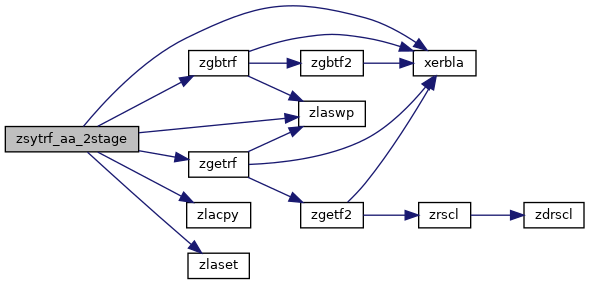 zsytrf_aa_2stage
zgbtrf
zgbtf2
xerbla
zlaswp
zgetrf
zlacpy
zgetf2
zrscl
zdrscl
zlaset